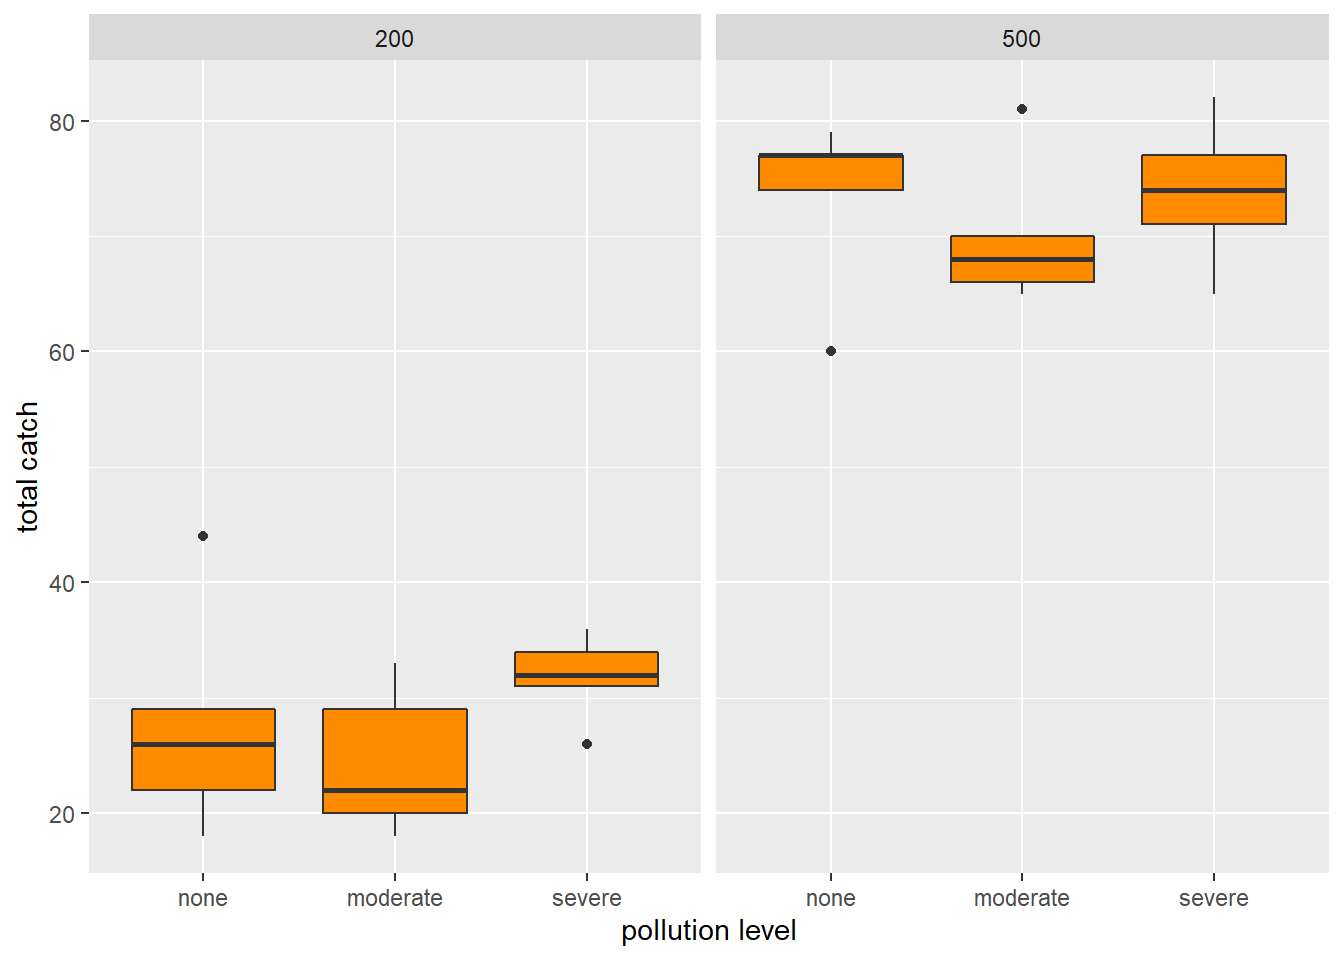 200 500
80
60
40
20
total catch
none moderate severe none moderate severe
pollution level